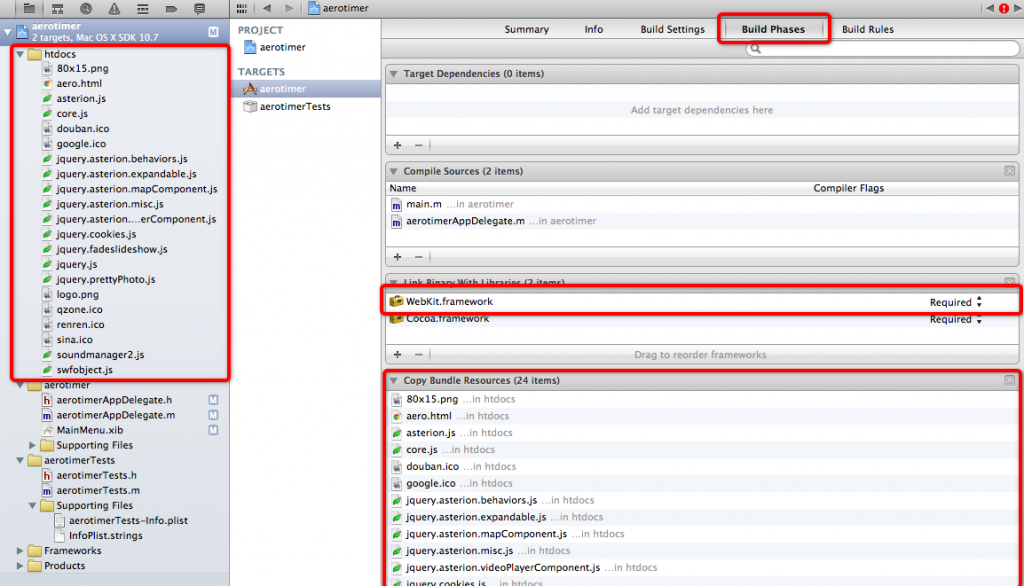 aerotimer
aerotimer
2 targets, Mac OS X SDK 10.7
M
htdocs
80x15.png
aero.html
asterion.js
core.js
douban.ico
google.ico
jquery.asterion.behaviors.js
jquery.asterion.expandable.js
jquery.asterion.mapComponent.js
jquery.asterion.misc.js
jquery.asterion....erComponent.js
jquery.cookies.js
jquery.fadeslideshow.js
jquery.js
jquery.prettyPhoto.js
logo.png
qzone.ico
renren.ico
sina.ico
soundmanager2.js
swfobject.js
aerotimer
h aerotimerAppDelegate.h M
m aerotimerAppDelegate.m M
MainMenu.xib M
Supporting Files
aerotimerTests
h aerotimerTests.h
m aerotimerTests.m
Supporting Files
aerotimerTests-Info.plist
InfoPlist.strings
Frameworks
Products
PROJECT
aerotimer
TARGETS
aerotimer
aerotimerTests
Summary Info Build Settings Build Phases Build Rules
Target Dependencies (0 items)
Add target dependencies here
+ −
Compile Sources (2 items)
Name Compiler Flags
m main.m ...in aerotimer
m aerotimerAppDelegate.m ...in aerotimer
+ −
Link Binary With Libraries (2 items)
WebKit.framework Required
Cocoa.framework Required
+ − Drag to reorder frameworks
Copy Bundle Resources (24 items)
80x15.png ...in htdocs
aero.html ...in htdocs
asterion.js ...in htdocs
core.js ...in htdocs
douban.ico ...in htdocs
google.ico ...in htdocs
jquery.asterion.behaviors.js ...in htdocs
jquery.asterion.expandable.js ...in htdocs
jquery.asterion.mapComponent.js ...in htdocs
jquery.asterion.misc.js ...in htdocs
jquery.asterion.videoPlayerComponent.js ...in htdocs
jquery.cookies.js ...in htdocs